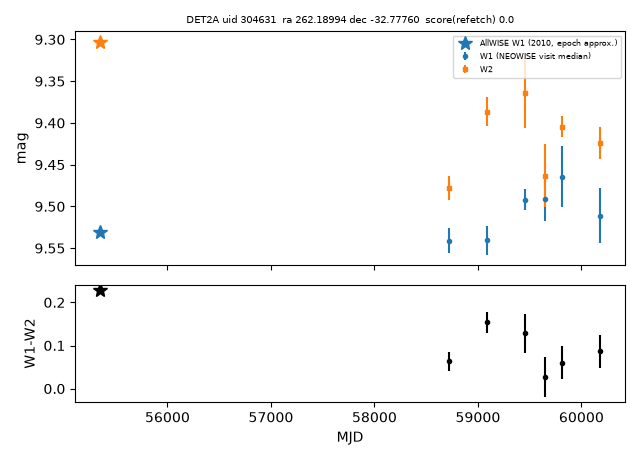 DET2A uid 304631  ra 262.18994 dec -32.77760  score(refetch) 0.0
AllWISE W1 (2010, epoch approx.)
W1 (NEOWISE visit median)
W2
9.30
9.35
9.40
9.45
9.50
9.55
mag
0.2
0.1
0.0
W1-W2
56000
57000
58000
59000
60000
MJD